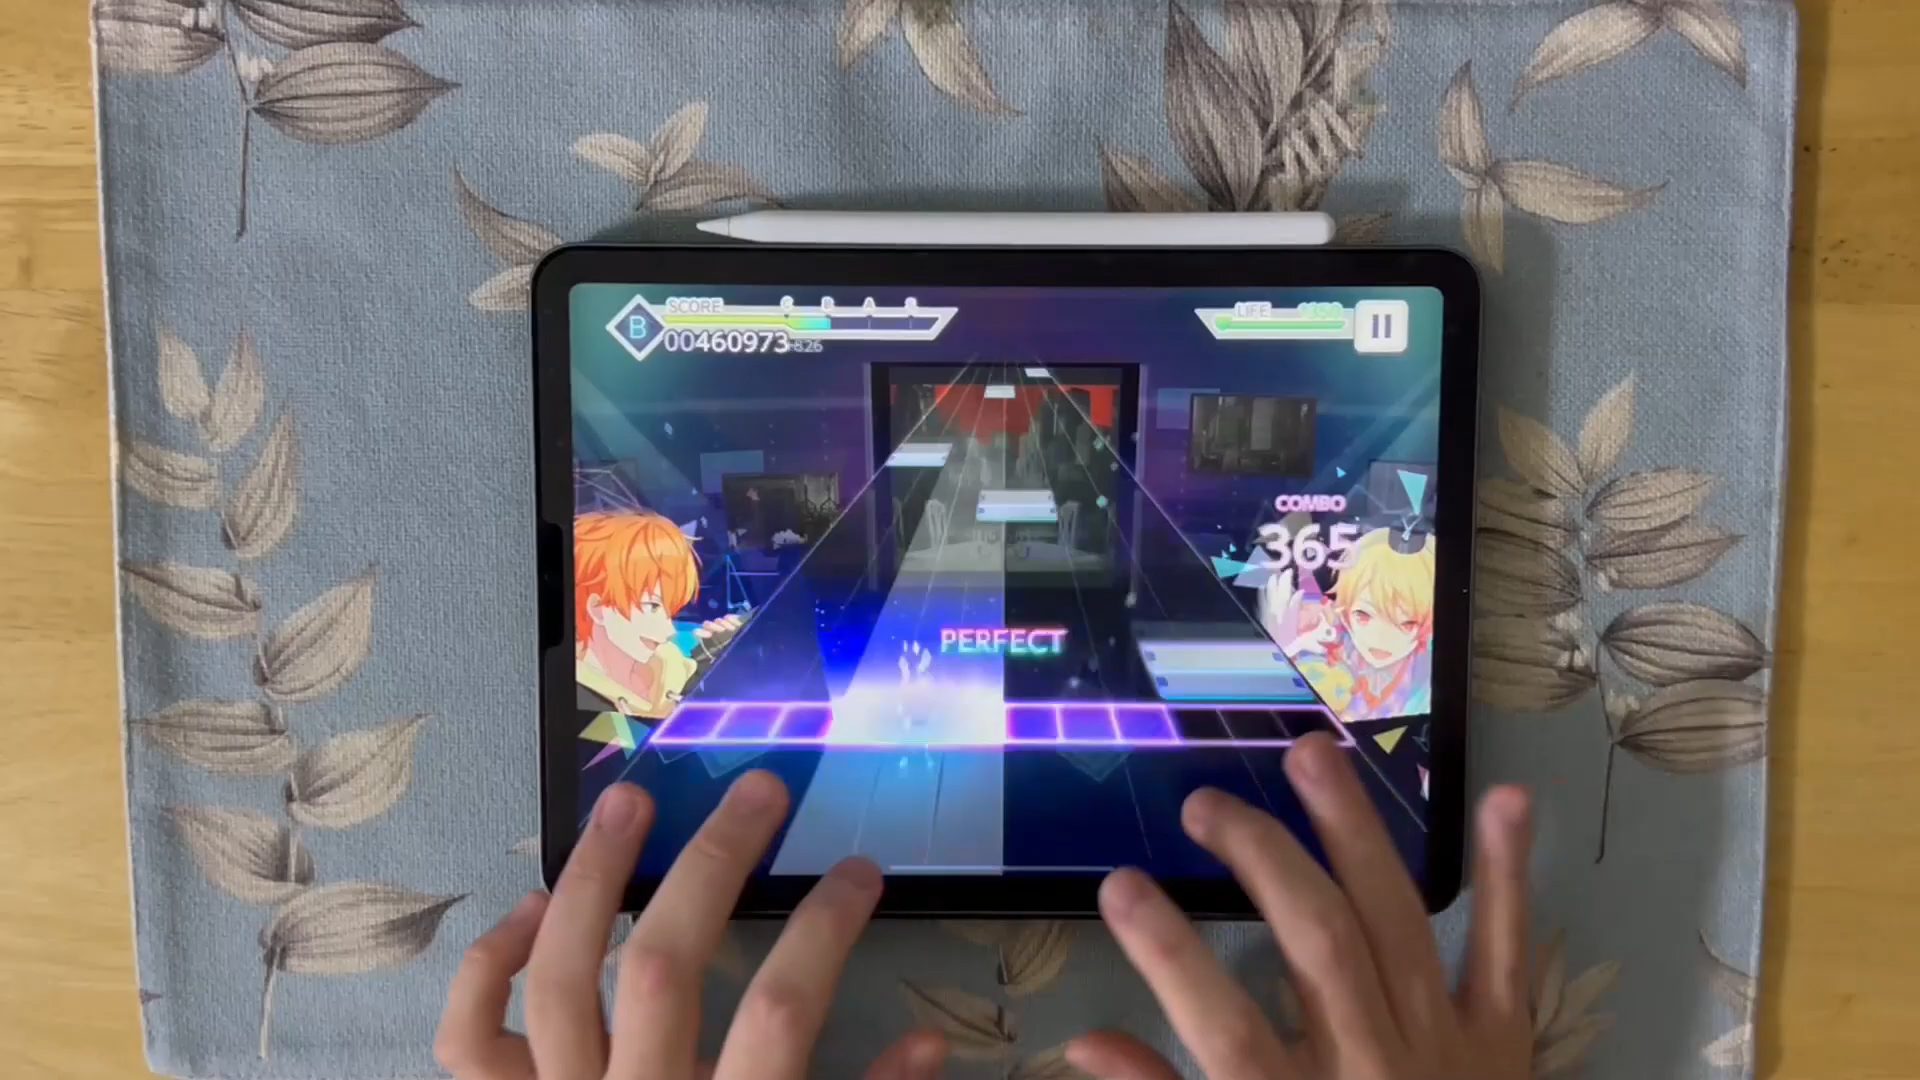 SCORE C B A S
B
00460973 +826
LIFE
COMBO
365
PERFECT